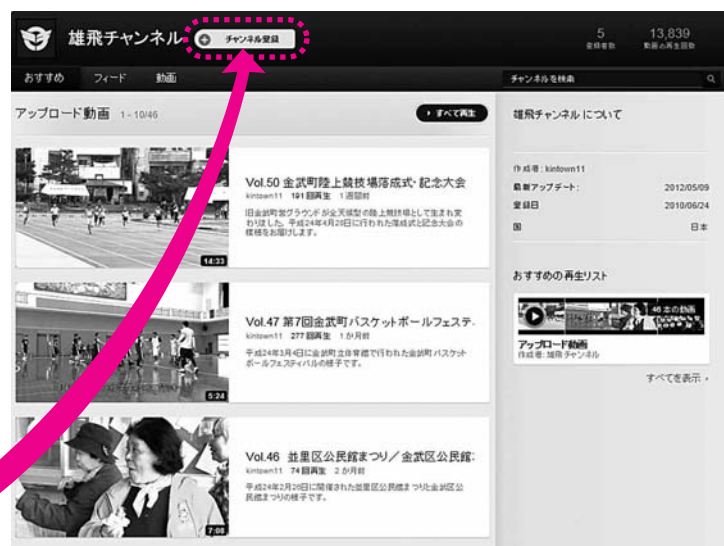 雄飛チャンネル
チャンネル登録
5
登録者数
13,839
動画の再生回数
おすすめ
フィード
動画
チャンネルを検索
アップロード動画 1-10/46
すべて再生
Vol.50 金武町陸上競技場落成式・記念大会
kintown11 191回再生 1週間前
旧金武町営グラウンドが全天候型の陸上競技場として生まれ変
わりました。平成24年4月28日に行われた落成式と記念大会の
模様をお届けします。
14:33
Vol.47 第7回金武町バスケットボールフェステ.
kintown11 277回再生 1か月前
平成24年3月4日に金武町立体育館で行われた金武町バスケット
ボールフェスティバルの様子です。
5:24
Vol.46 並里区公民館まつり／金武区公民館:
kintown11 74回再生 2か月前
平成24年2月26日に開催された並里区公民館まつりと金武区公
民館まつりの様子です。
7:08
雄飛チャンネル について
作成者: kintown11
最新アップデート: 2012/05/09
登録日 2010/06/24
国 日本
おすすめの再生リスト
46 本の動画
アップロード動画
作成者: 雄飛チャンネル
すべてを表示